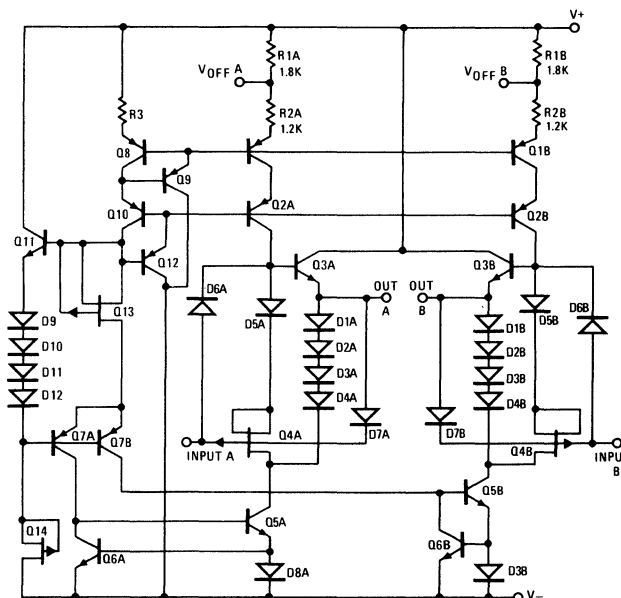 V+
R1A
1.8K
R1B
1.8K
VOFF A
VOFF B
R3
R2A
1.2K
R2B
1.2K
Q8
Q9
Q1B
Q10
Q2A
Q2B
Q11
Q12
Q3A
Q3B
OUT
A
OUT
B
D6A
D5A
D5B
D6B
Q13
D9
D10
D11
D12
D1A
D2A
D3A
D4A
D1B
D2B
D3B
D4B
D7A
D7B
Q7A
Q7B
INPUT A
Q4A
Q4B
INPUT
B
Q14
Q5A
Q5B
Q6A
Q6B
D8A
D3B
V−